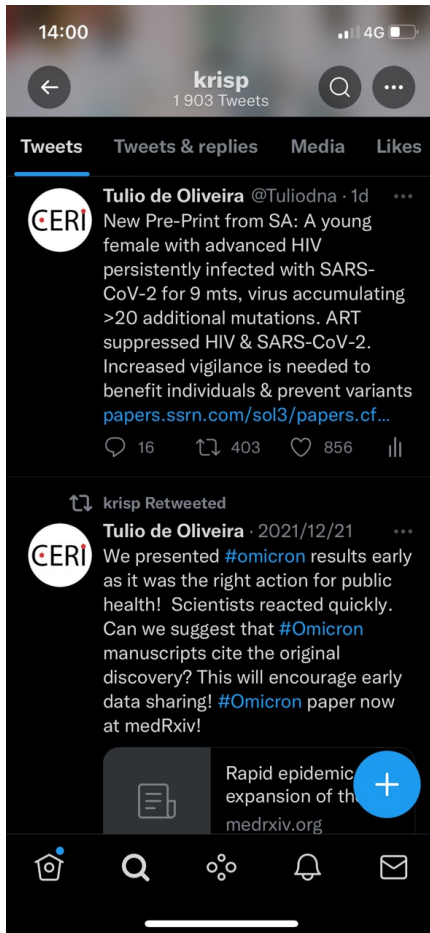 14:00
4G
krisp
1 903 Tweets
Tweets
Tweets & replies
Media
Likes
Tulio de Oliveira @Tuliodna · 1d
CERI
New Pre-Print from SA: A young
female with advanced HIV
persistently infected with SARS-
CoV-2 for 9 mts, virus accumulating
>20 additional mutations. ART
suppressed HIV & SARS-CoV-2.
Increased vigilance is needed to
benefit individuals & prevent variants
papers.ssrn.com/sol3/papers.cf...
16
403
856
krisp Retweeted
Tulio de Oliveira · 2021/12/21
CERI
We presented #omicron results early
as it was the right action for public
health! Scientists reacted quickly.
Can we suggest that #Omicron
manuscripts cite the original
discovery? This will encourage early
data sharing! #Omicron paper now
at medRxiv!
Rapid epidemic
expansion of th
medrxiv.org